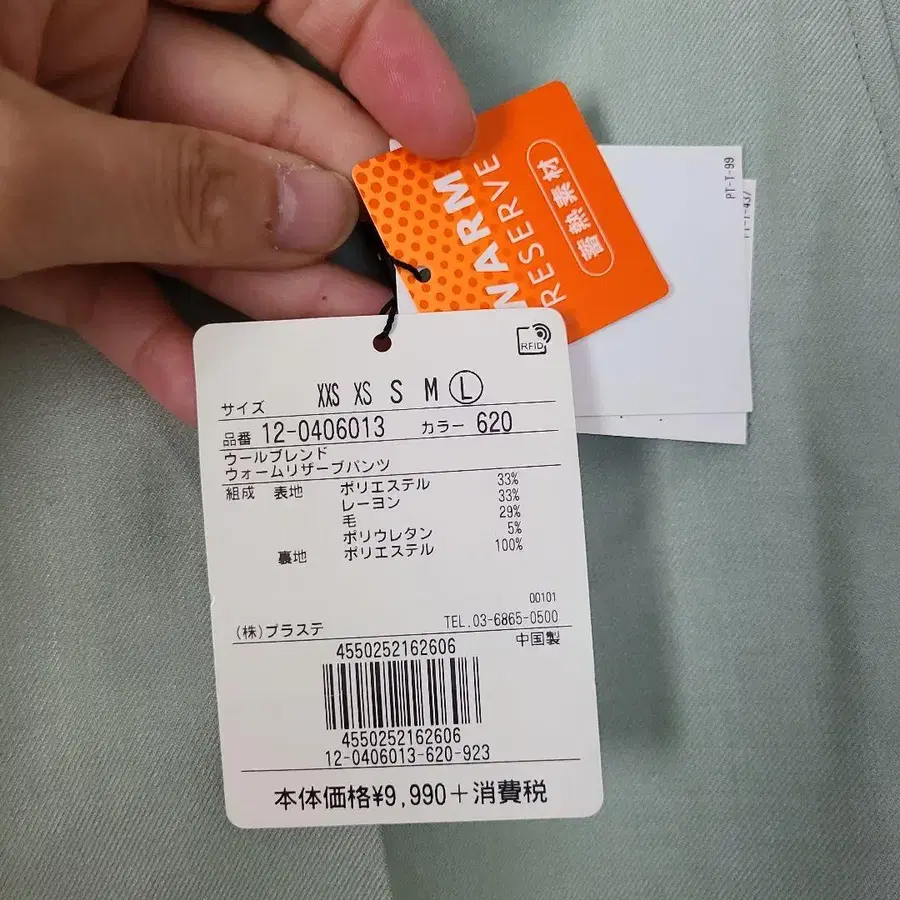 WARM
RESERVE
蓄熱素材
PT-T-99
RFID
サイズ XXS XS S M L
品番 12-0406013 カラー 620
ウールブレンド
ウォームリザーブパンツ
組成 表地 ポリエステル 33%
レーヨン 33%
毛 29%
ポリウレタン 5%
裏地 ポリエステル 100%
00101
(株)プラステ TEL.03-6865-0500
中国製
4550252162606
4550252162606
12-0406013-620-923
本体価格¥9,990+消費税